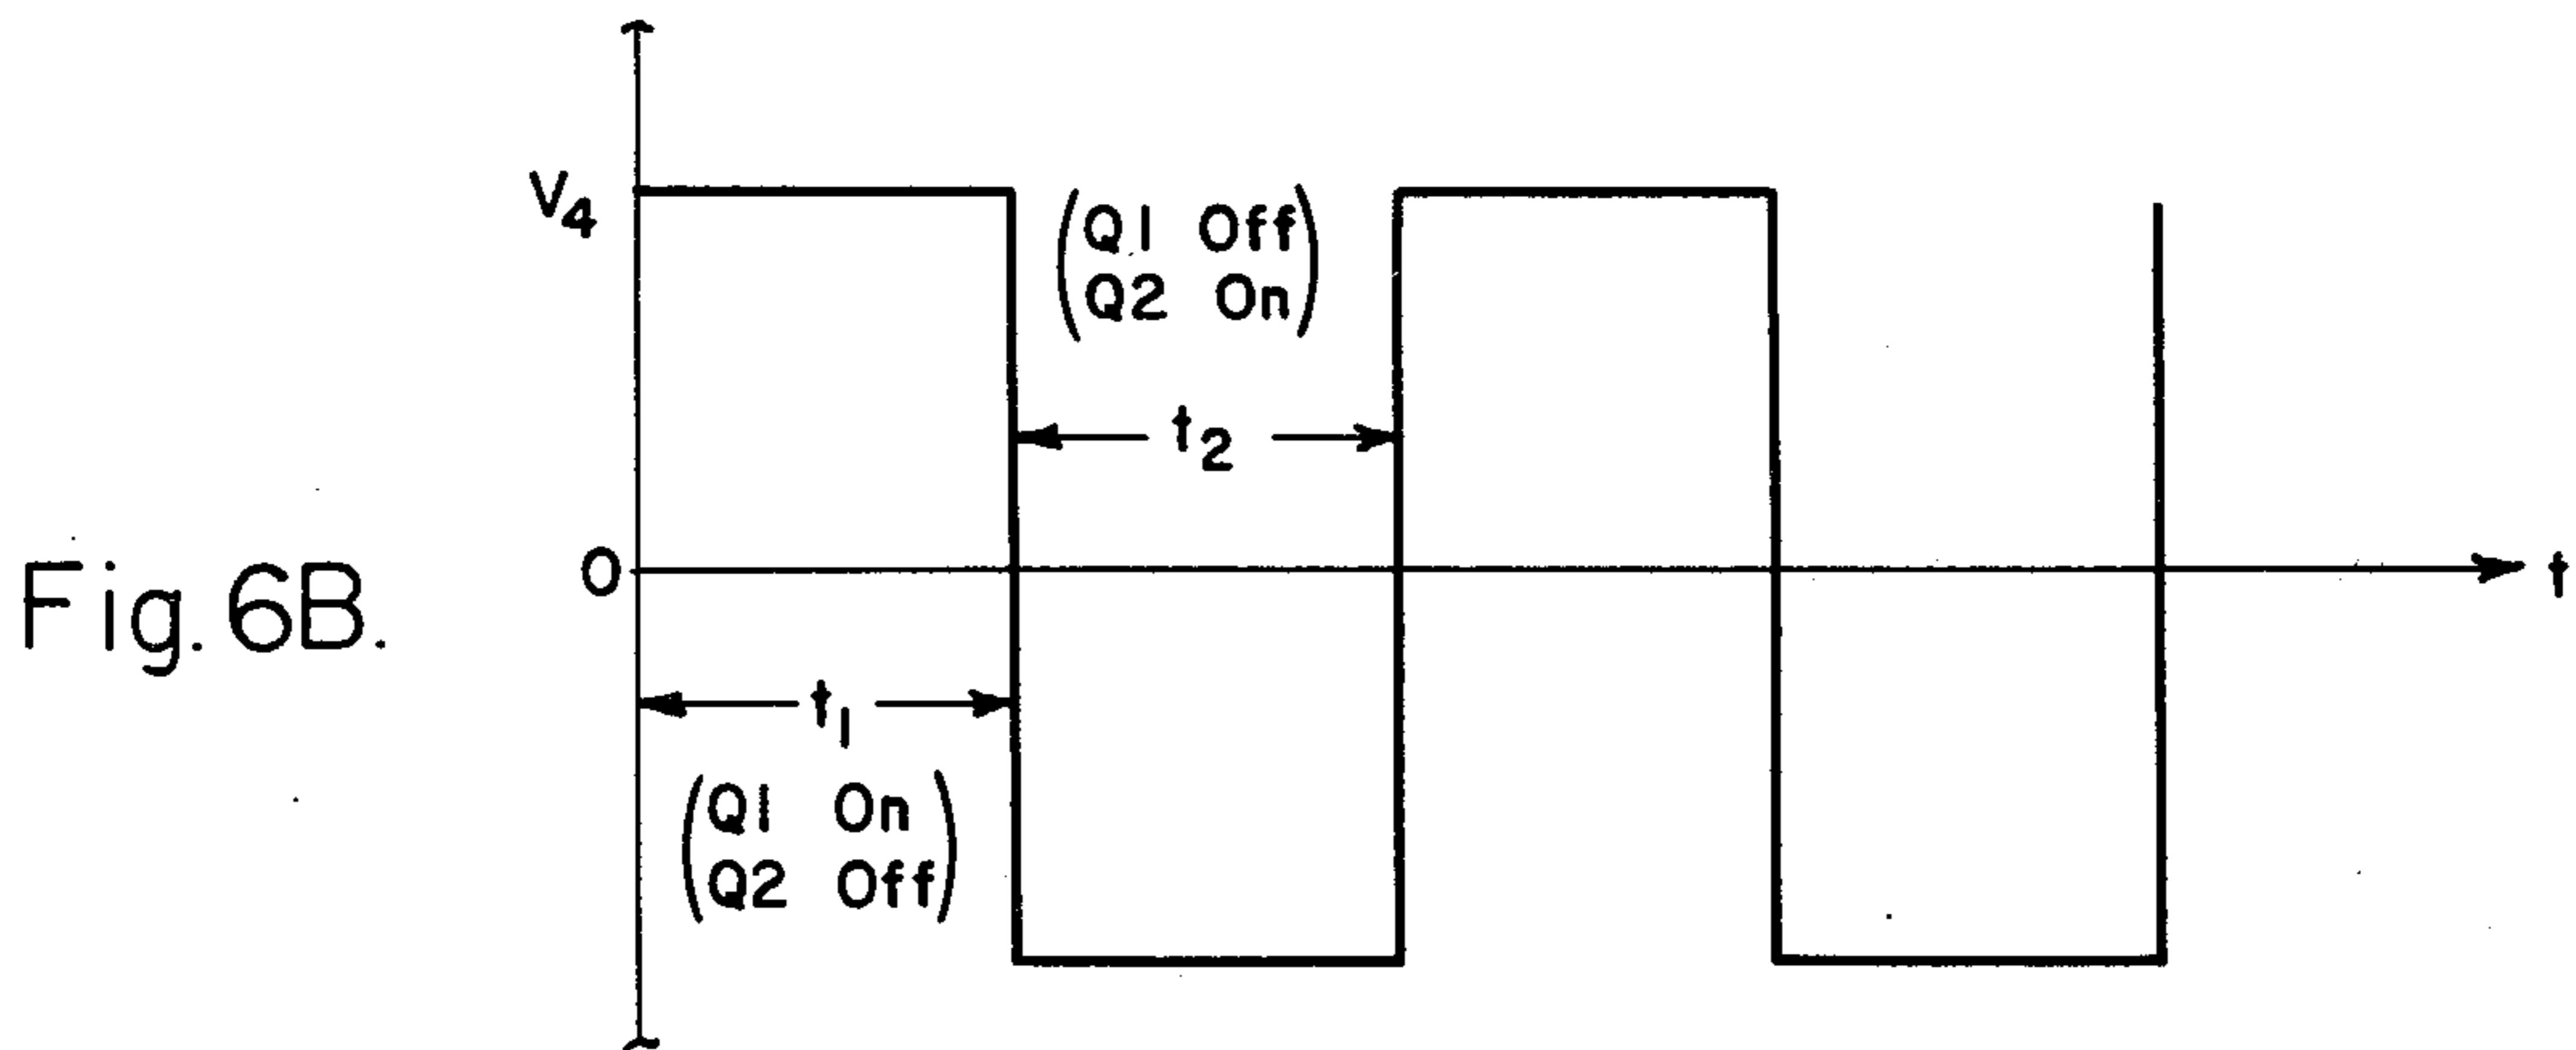 V4
(Q1 Off
Q2 On)
t2
0
t
Fig. 6B.
t1
(Q1 On
Q2 Off)